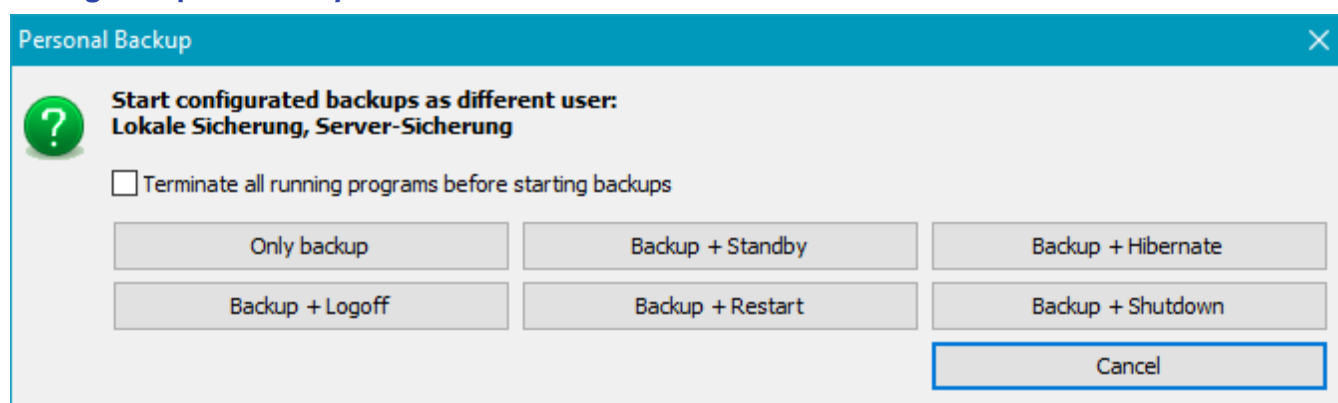 Personal Backup
Start configurated backups as different user:
Lokale Sicherung, Server-Sicherung
Terminate all running programs before starting backups
Only backup
Backup + Standby
Backup + Hibernate
Backup + Logoff
Backup + Restart
Backup + Shutdown
Cancel